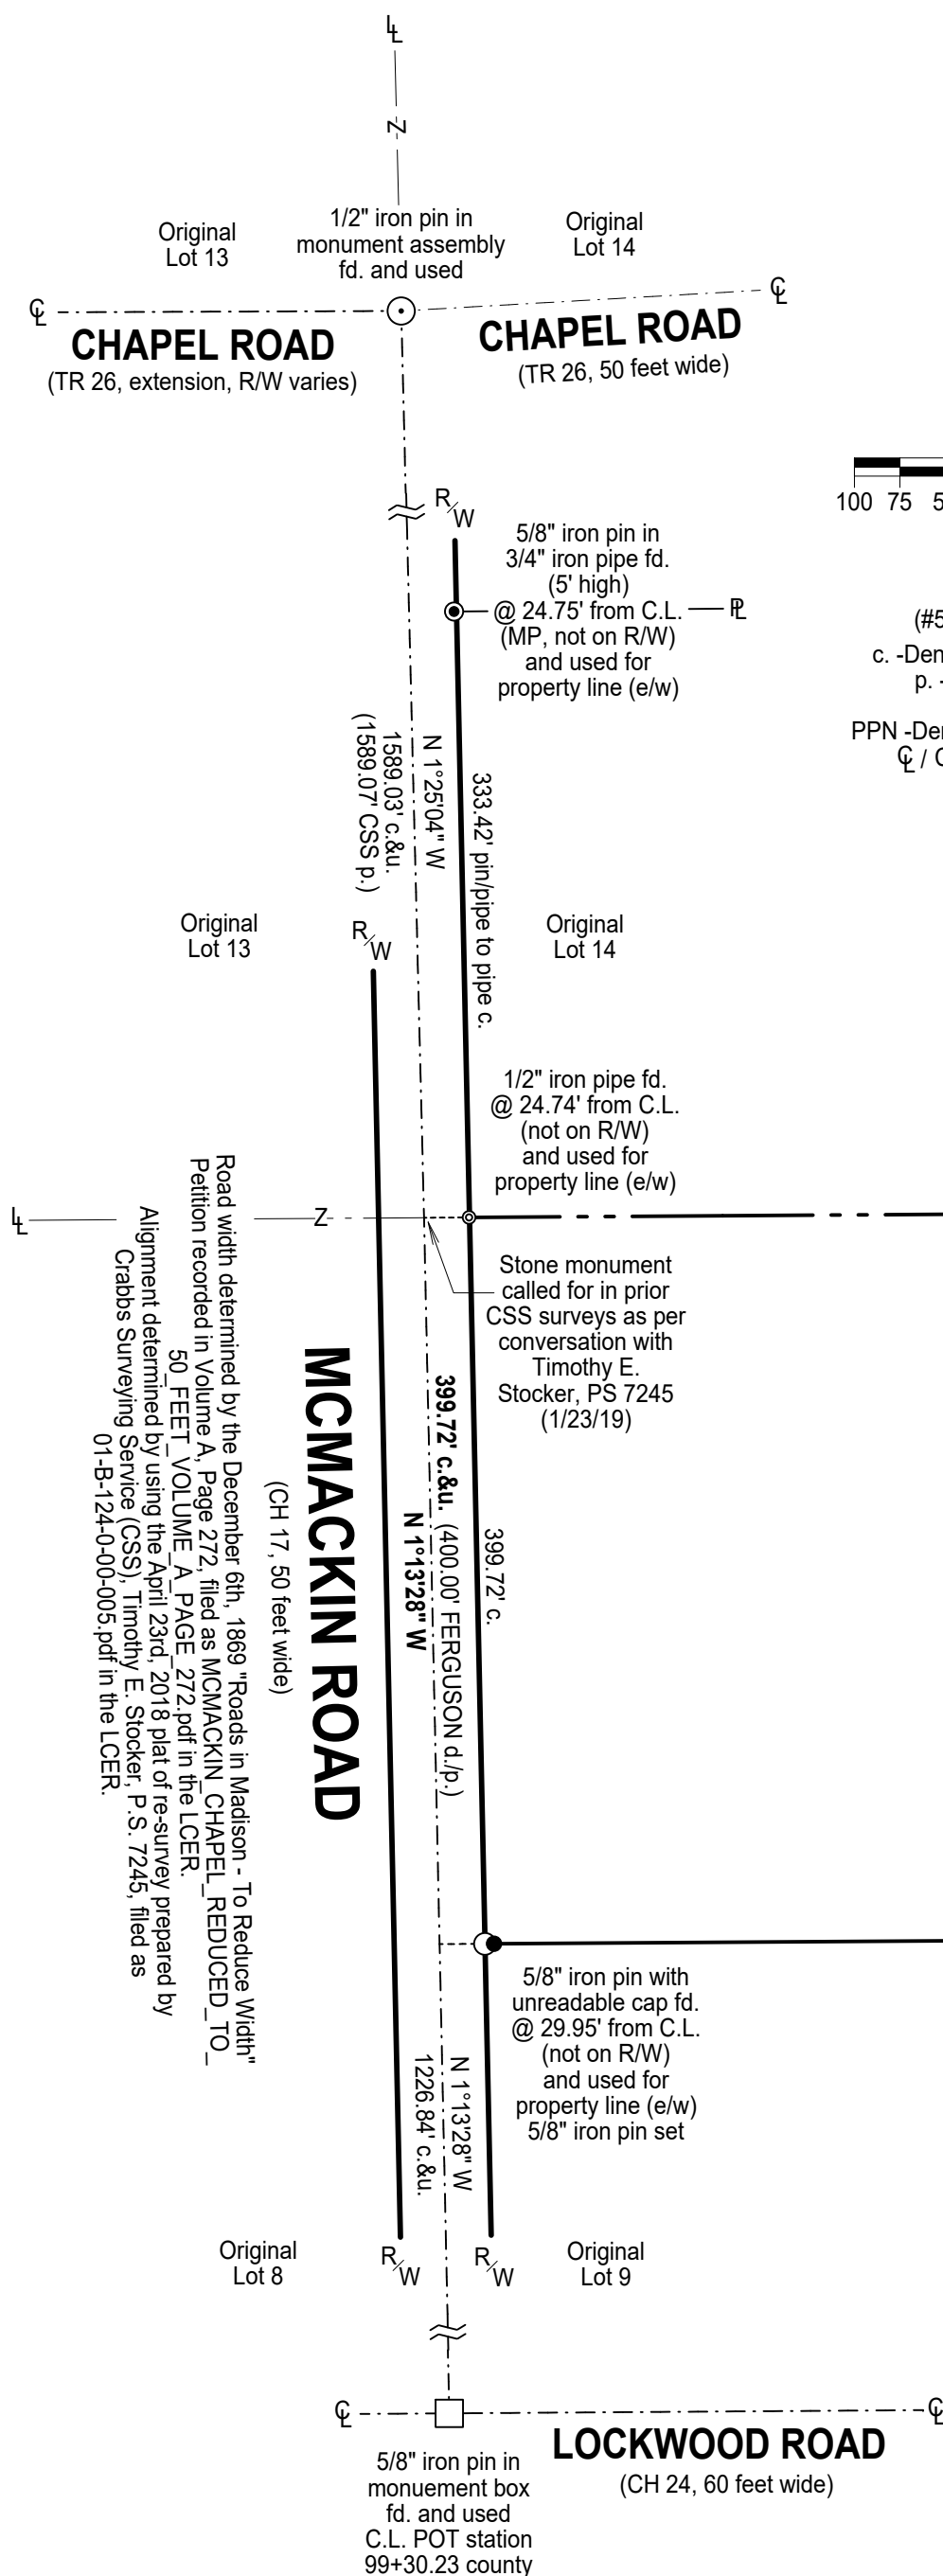 LL
Z
Original
Lot 13
1/2" iron pin in
monument assembly
fd. and used
Original
Lot 14
CL
CL
CHAPEL ROAD
(TR 26, extension, R/W varies)
CHAPEL ROAD
(TR 26, 50 feet wide)
100 75
R/W
5/8" iron pin in
3/4" iron pipe fd.
(5' high)
@ 24.75' from C.L.
(MP, not on R/W)
and used for
property line (e/w)
PL
(#5
c. -Den
p. -
PPN -Der
CL / C
N 1°25'04" W
1589.03' c.&u.
(1589.07' CSS p.)
333.42' pin/pipe to pipe c.
Original
Lot 13
R/W
Original
Lot 14
1/2" iron pipe fd.
@ 24.74' from C.L.
(not on R/W)
and used for
property line (e/w)
LL
Z
Stone monument
called for in prior
CSS surveys as per
conversation with
Timothy E.
Stocker, PS 7245
(1/23/19)
Road width determined by the December 6th, 1869 "Roads in Madison - To Reduce Width"
Petition recorded in Volume A, Page 272, filed as MCMACKIN_CHAPEL_REDUCED_TO_
50_FEET_VOLUME_A_PAGE_272.pdf in the LCER.
Alignment determined by using the April 23rd, 2018 plat of re-survey prepared by
Crabbs Surveying Service (CSS), Timothy E. Stocker, P.S. 7245, filed as
01-B-124-0-00-005.pdf in the LCER.
MCMACKIN ROAD
(CH 17, 50 feet wide)
399.72' c.&u. (400.00' FERGUSON d./p.)
N 1°13'28" W
399.72' c.
5/8" iron pin with
unreadable cap fd.
@ 29.95' from C.L.
(not on R/W)
and used for
property line (e/w)
5/8" iron pin set
N 1°13'28" W
1226.84' c.&u.
Original
Lot 8
R/W
R/W
Original
Lot 9
CL
CL
LOCKWOOD ROAD
(CH 24, 60 feet wide)
5/8" iron pin in
monuement box
fd. and used
C.L. POT station
99+30.23 county